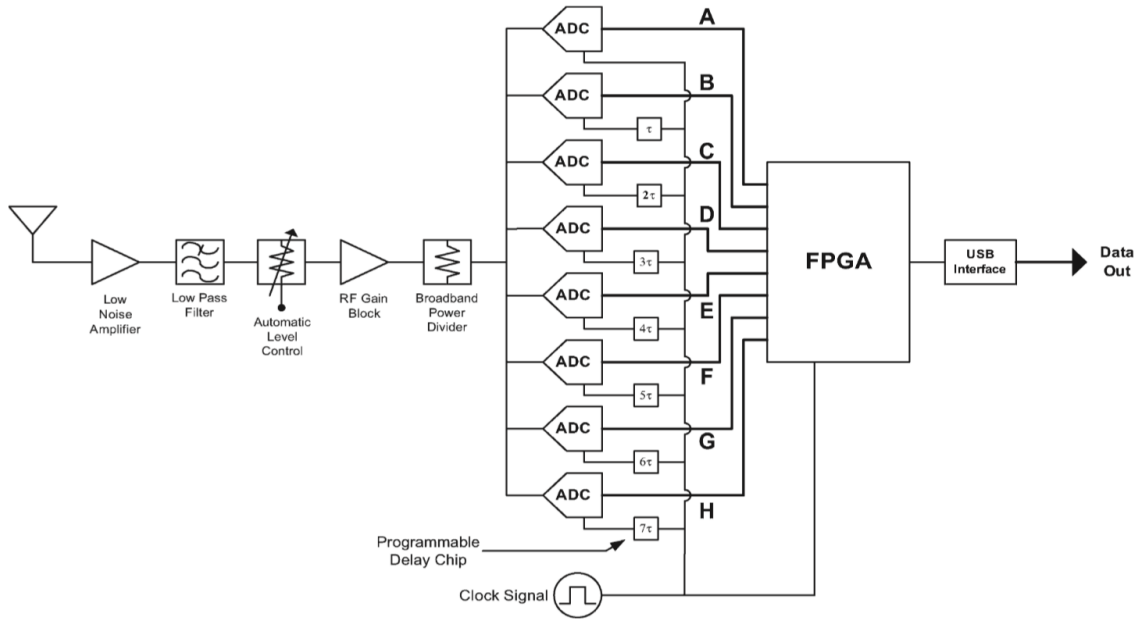 ADC
A
ADC
B
τ
ADC
C
2τ
ADC
D
3τ
ADC
E
4τ
ADC
F
5τ
ADC
G
6τ
ADC
H
7τ
Low
Noise
Amplifier
Low Pass
Filter
Automatic
Level
Control
RF Gain
Block
Broadband
Power
Divider
FPGA
USB
Interface
Data
Out
Programmable
Delay Chip
Clock Signal